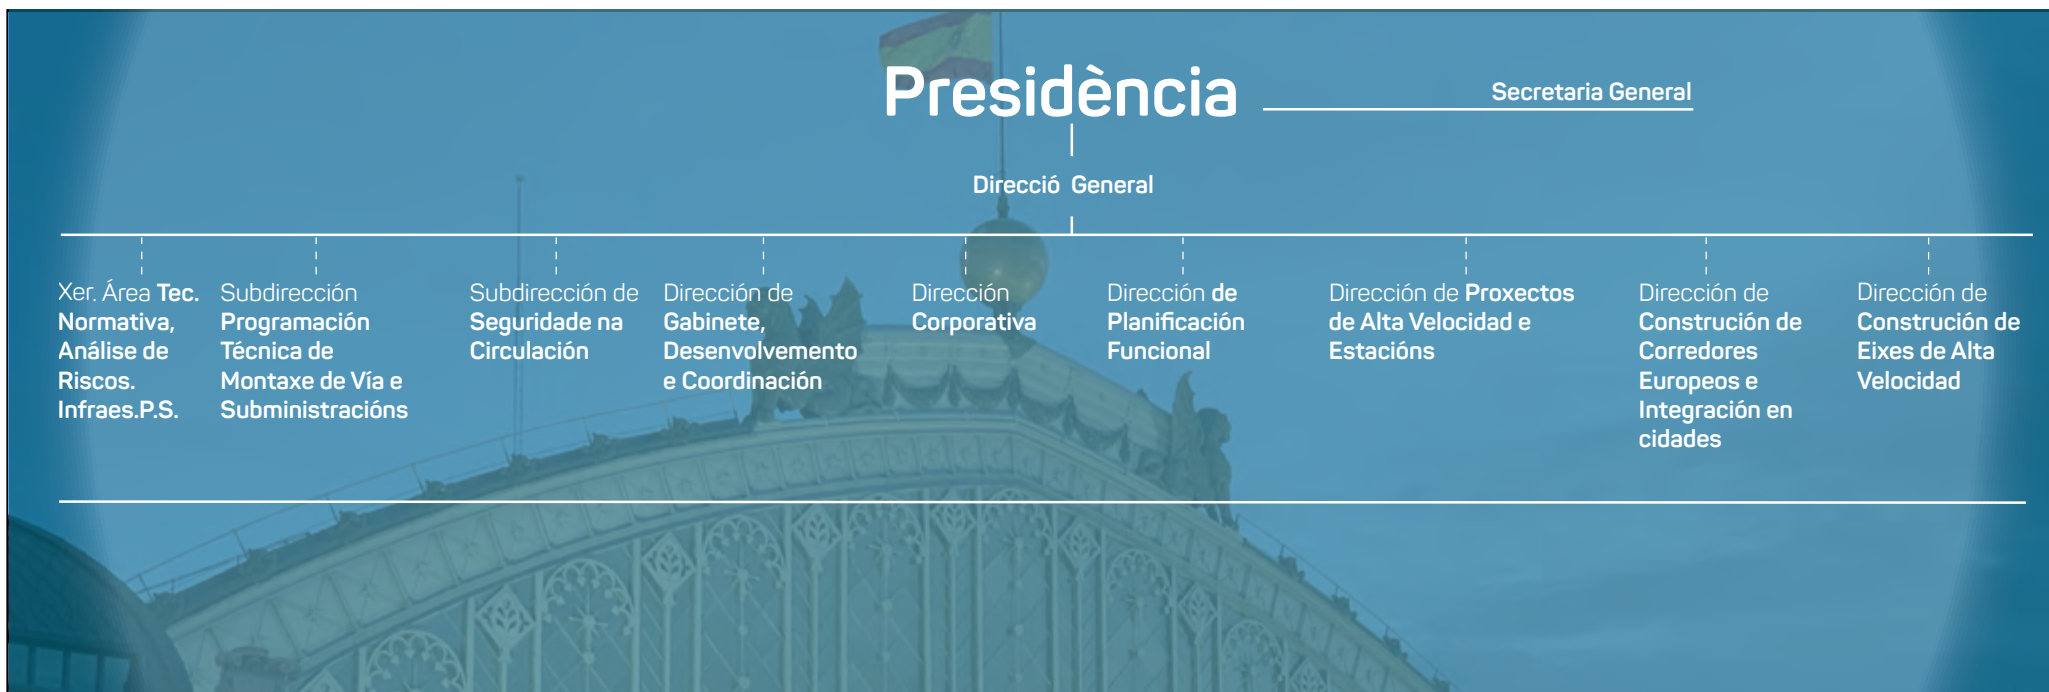 Presidència
Secretaria General
Direcció General
Xer. Área Tec.
Normativa,
Análise de
Riscos.
Infraes.P.S.
Subdirección
Programación
Técnica de
Montaxe de Vía e
Subministracións
Subdirección de
Seguridade na
Circulación
Dirección de
Gabinete,
Desenvolvemento
e Coordinación
Dirección
Corporativa
Dirección de
Planificación
Funcional
Dirección de Proxectos
de Alta Velocidad e
Estacións
Dirección de
Construción de
Corredores
Europeos e
Integración en
cidades
Dirección de
Construción de
Eixes de Alta
Velocidad